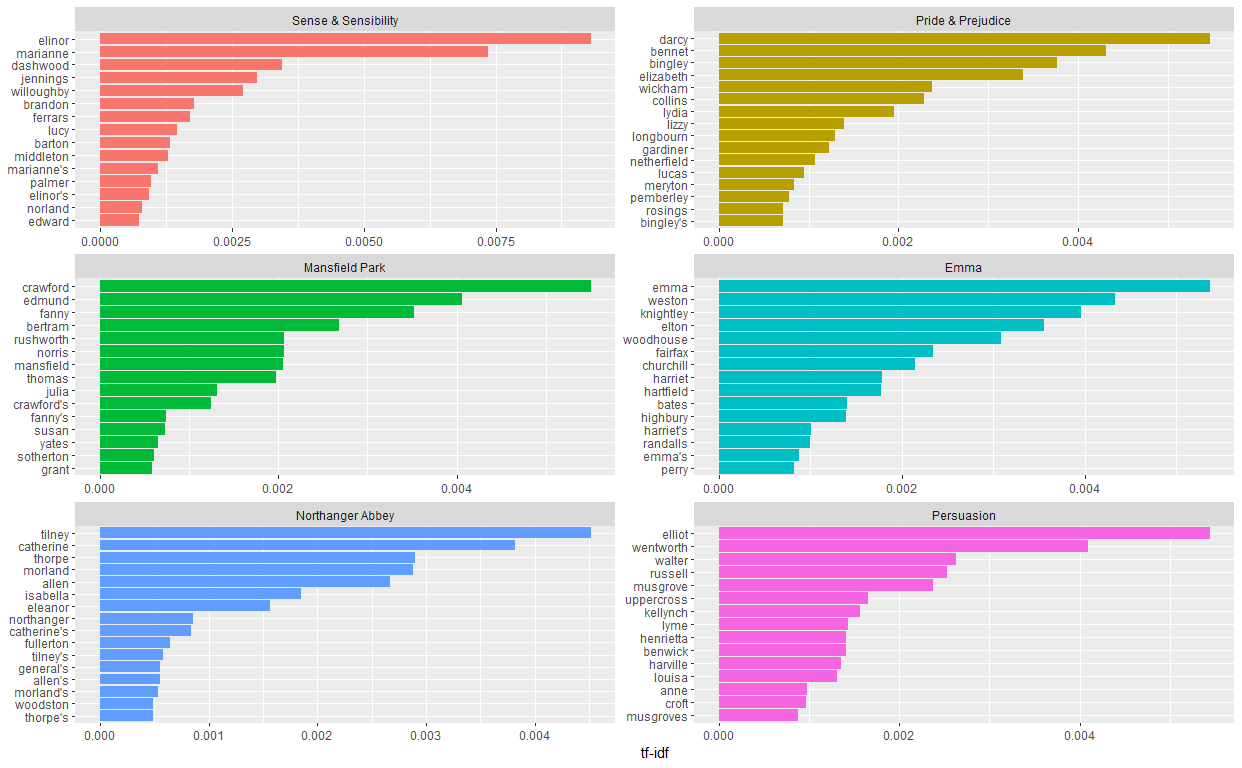 Sense & Sensibility
elinor
marianne
dashwood
jennings
willoughby
brandon
ferrars
lucy
barton
middleton
marianne's
palmer
elinor's
norland
edward
0.0000 0.0025 0.0050 0.0075
Pride & Prejudice
darcy
bennet
bingley
elizabeth
wickham
collins
lydia
lizzy
longbourn
gardiner
netherfield
lucas
meryton
pemberley
rosings
bingley's
0.000 0.002 0.004
Mansfield Park
crawford
edmund
fanny
bertram
rushworth
norris
mansfield
thomas
julia
crawford's
fanny's
susan
yates
sotherton
grant
0.000 0.002 0.004
Emma
emma
weston
knightley
elton
woodhouse
fairfax
churchill
harriet
hartfield
bates
highbury
harriet's
randalls
emma's
perry
0.000 0.002 0.004
Northanger Abbey
tilney
catherine
thorpe
morland
allen
isabella
eleanor
northanger
catherine's
fullerton
tilney's
general's
allen's
morland's
woodston
thorpe's
0.000 0.001 0.002 0.003 0.004
Persuasion
elliot
wentworth
walter
russell
musgrove
uppercross
kellynch
lyme
henrietta
benwick
harville
louisa
anne
croft
musgroves
0.000 0.002 0.004
tf-idf